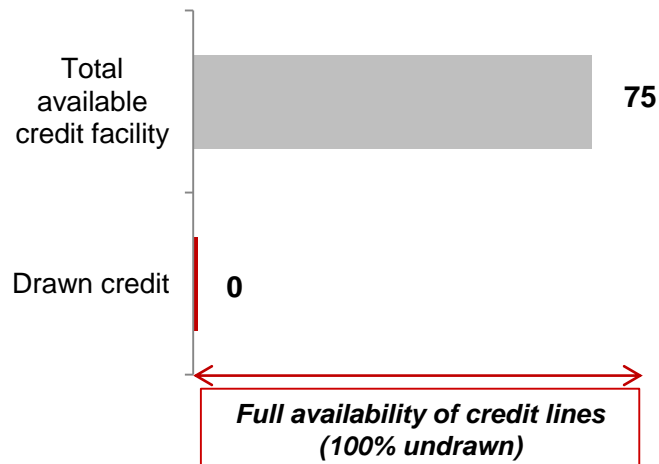 Total
available
credit facility
75
Drawn credit
0
Full availability of credit lines
(100% undrawn)